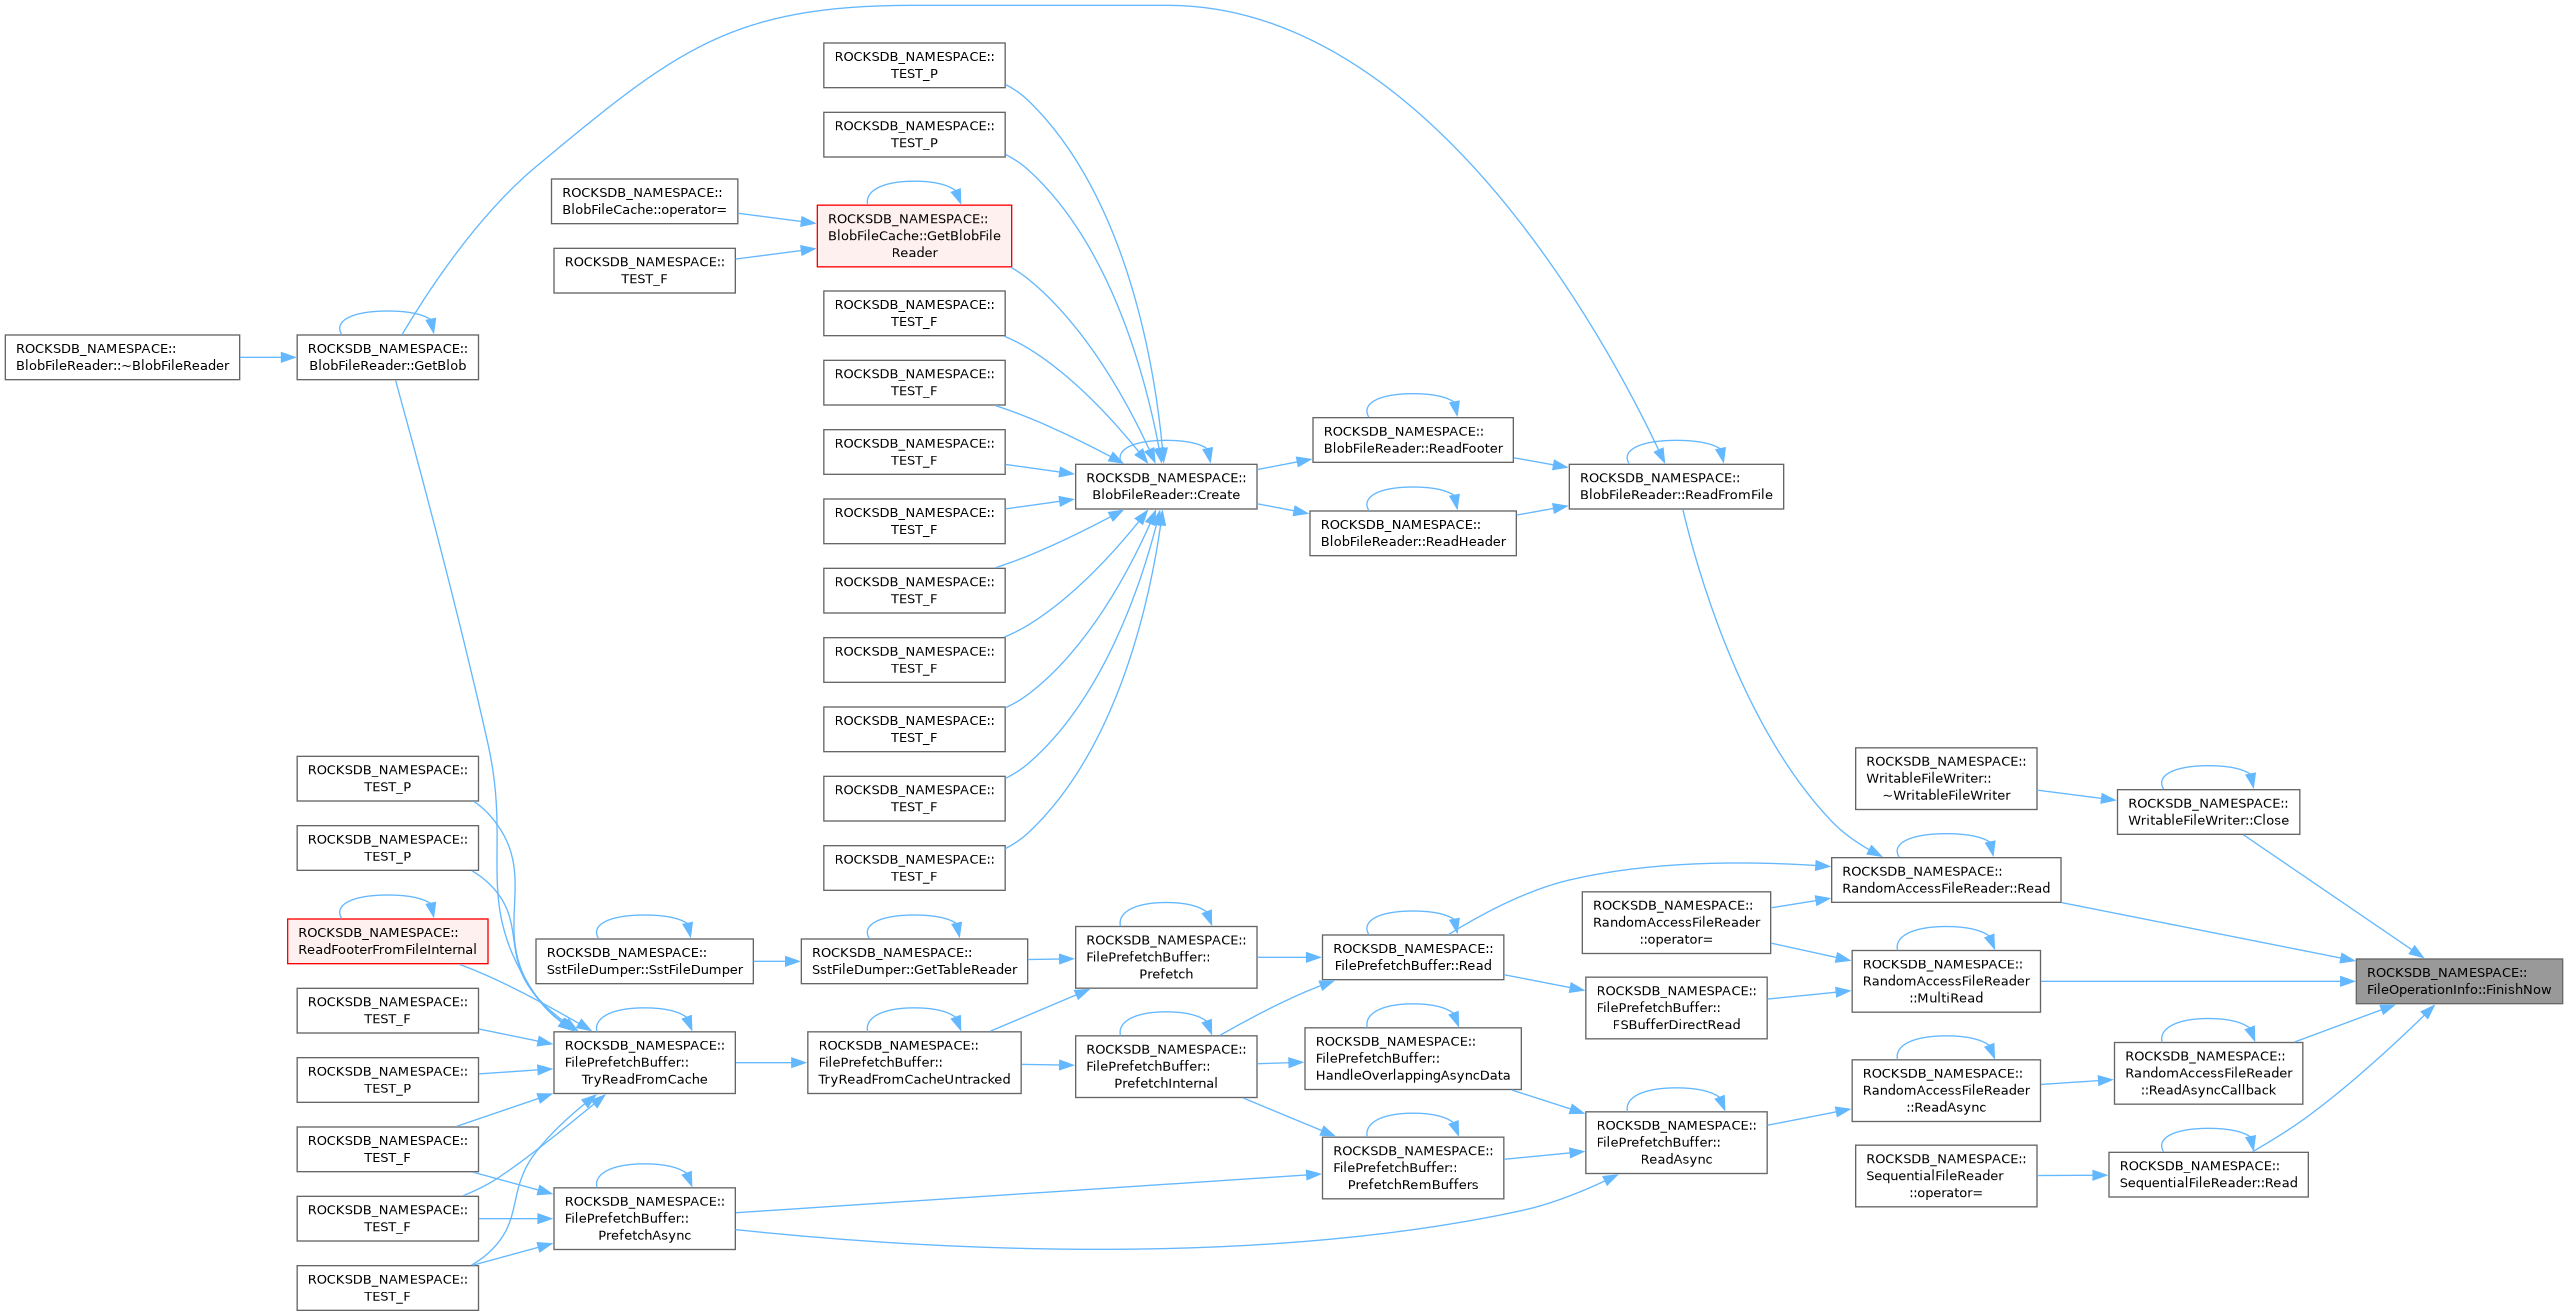 ROCKSDB_NAMESPACE::
BlobFileReader::~BlobFileReader
ROCKSDB_NAMESPACE::
BlobFileReader::GetBlob
ROCKSDB_NAMESPACE::
TEST_P
ROCKSDB_NAMESPACE::
TEST_P
ROCKSDB_NAMESPACE::
ReadFooterFromFileInternal
ROCKSDB_NAMESPACE::
TEST_F
ROCKSDB_NAMESPACE::
TEST_P
ROCKSDB_NAMESPACE::
TEST_F
ROCKSDB_NAMESPACE::
TEST_F
ROCKSDB_NAMESPACE::
TEST_F
ROCKSDB_NAMESPACE::
BlobFileCache::operator=
ROCKSDB_NAMESPACE::
TEST_F
ROCKSDB_NAMESPACE::
SstFileDumper::SstFileDumper
ROCKSDB_NAMESPACE::
FilePrefetchBuffer::
TryReadFromCache
ROCKSDB_NAMESPACE::
FilePrefetchBuffer::
PrefetchAsync
ROCKSDB_NAMESPACE::
TEST_P
ROCKSDB_NAMESPACE::
TEST_P
ROCKSDB_NAMESPACE::
BlobFileCache::GetBlobFile
Reader
ROCKSDB_NAMESPACE::
TEST_F
ROCKSDB_NAMESPACE::
TEST_F
ROCKSDB_NAMESPACE::
TEST_F
ROCKSDB_NAMESPACE::
TEST_F
ROCKSDB_NAMESPACE::
TEST_F
ROCKSDB_NAMESPACE::
TEST_F
ROCKSDB_NAMESPACE::
TEST_F
ROCKSDB_NAMESPACE::
TEST_F
ROCKSDB_NAMESPACE::
TEST_F
ROCKSDB_NAMESPACE::
SstFileDumper::GetTableReader
ROCKSDB_NAMESPACE::
FilePrefetchBuffer::
TryReadFromCacheUntracked
ROCKSDB_NAMESPACE::
BlobFileReader::Create
ROCKSDB_NAMESPACE::
FilePrefetchBuffer::
Prefetch
ROCKSDB_NAMESPACE::
FilePrefetchBuffer::
PrefetchInternal
ROCKSDB_NAMESPACE::
BlobFileReader::ReadFooter
ROCKSDB_NAMESPACE::
BlobFileReader::ReadHeader
ROCKSDB_NAMESPACE::
FilePrefetchBuffer::Read
ROCKSDB_NAMESPACE::
FilePrefetchBuffer::
HandleOverlappingAsyncData
ROCKSDB_NAMESPACE::
FilePrefetchBuffer::
PrefetchRemBuffers
ROCKSDB_NAMESPACE::
BlobFileReader::ReadFromFile
ROCKSDB_NAMESPACE::
RandomAccessFileReader
::operator=
ROCKSDB_NAMESPACE::
FilePrefetchBuffer::
FSBufferDirectRead
ROCKSDB_NAMESPACE::
FilePrefetchBuffer::
ReadAsync
ROCKSDB_NAMESPACE::
WritableFileWriter::
~WritableFileWriter
ROCKSDB_NAMESPACE::
RandomAccessFileReader::Read
ROCKSDB_NAMESPACE::
RandomAccessFileReader
::MultiRead
ROCKSDB_NAMESPACE::
RandomAccessFileReader
::ReadAsync
ROCKSDB_NAMESPACE::
SequentialFileReader
::operator=
ROCKSDB_NAMESPACE::
WritableFileWriter::Close
ROCKSDB_NAMESPACE::
RandomAccessFileReader
::ReadAsyncCallback
ROCKSDB_NAMESPACE::
SequentialFileReader::Read
ROCKSDB_NAMESPACE::
FileOperationInfo::FinishNow